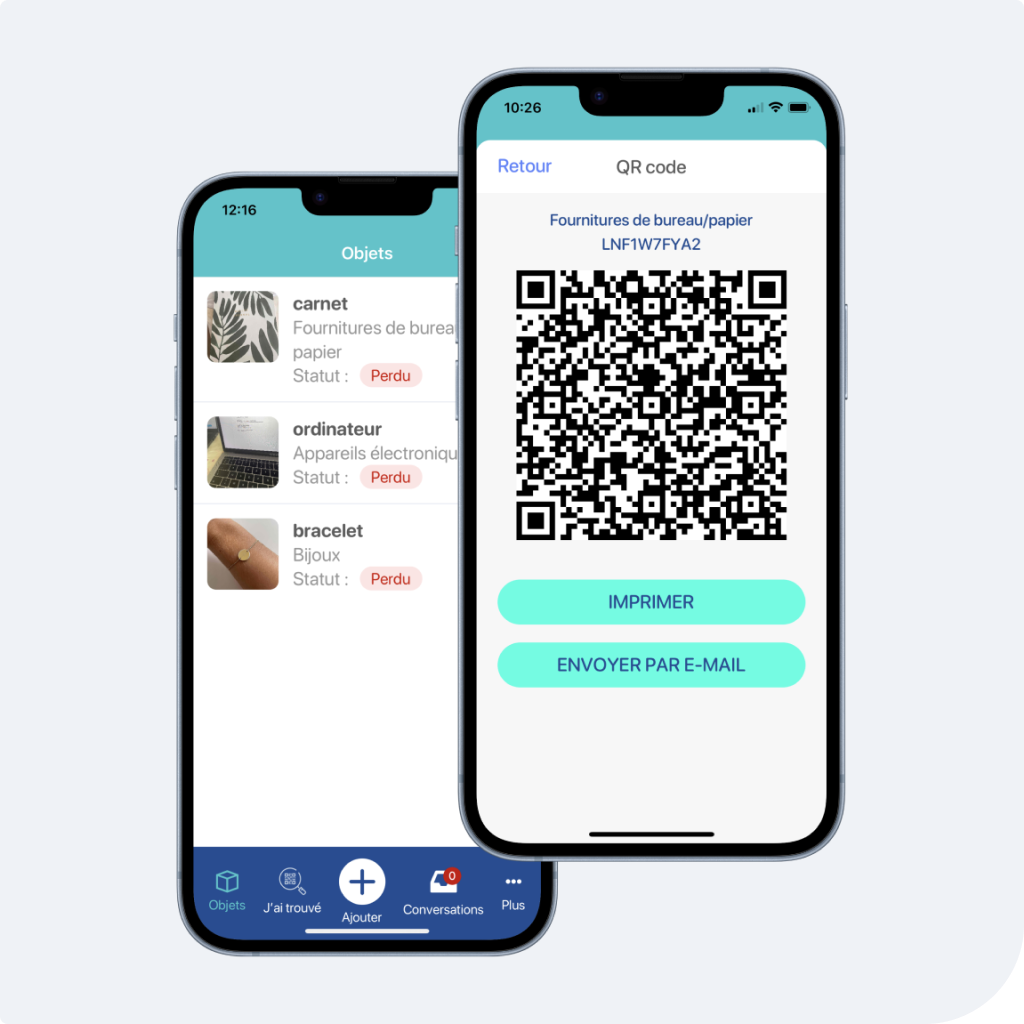 12:16
Objets
carnet
Fournitures de bureau
papier
Statut :  Perdu
ordinateur
Appareils électroniqu
Statut :  Perdu
bracelet
Bijoux
Statut :  Perdu
Objets
J'ai trouvé
Ajouter
0
Conversations
Plus
10:26
Retour
QR code
Fournitures de bureau/papier
LNF1W7FYA2
IMPRIMER
ENVOYER PAR E-MAIL